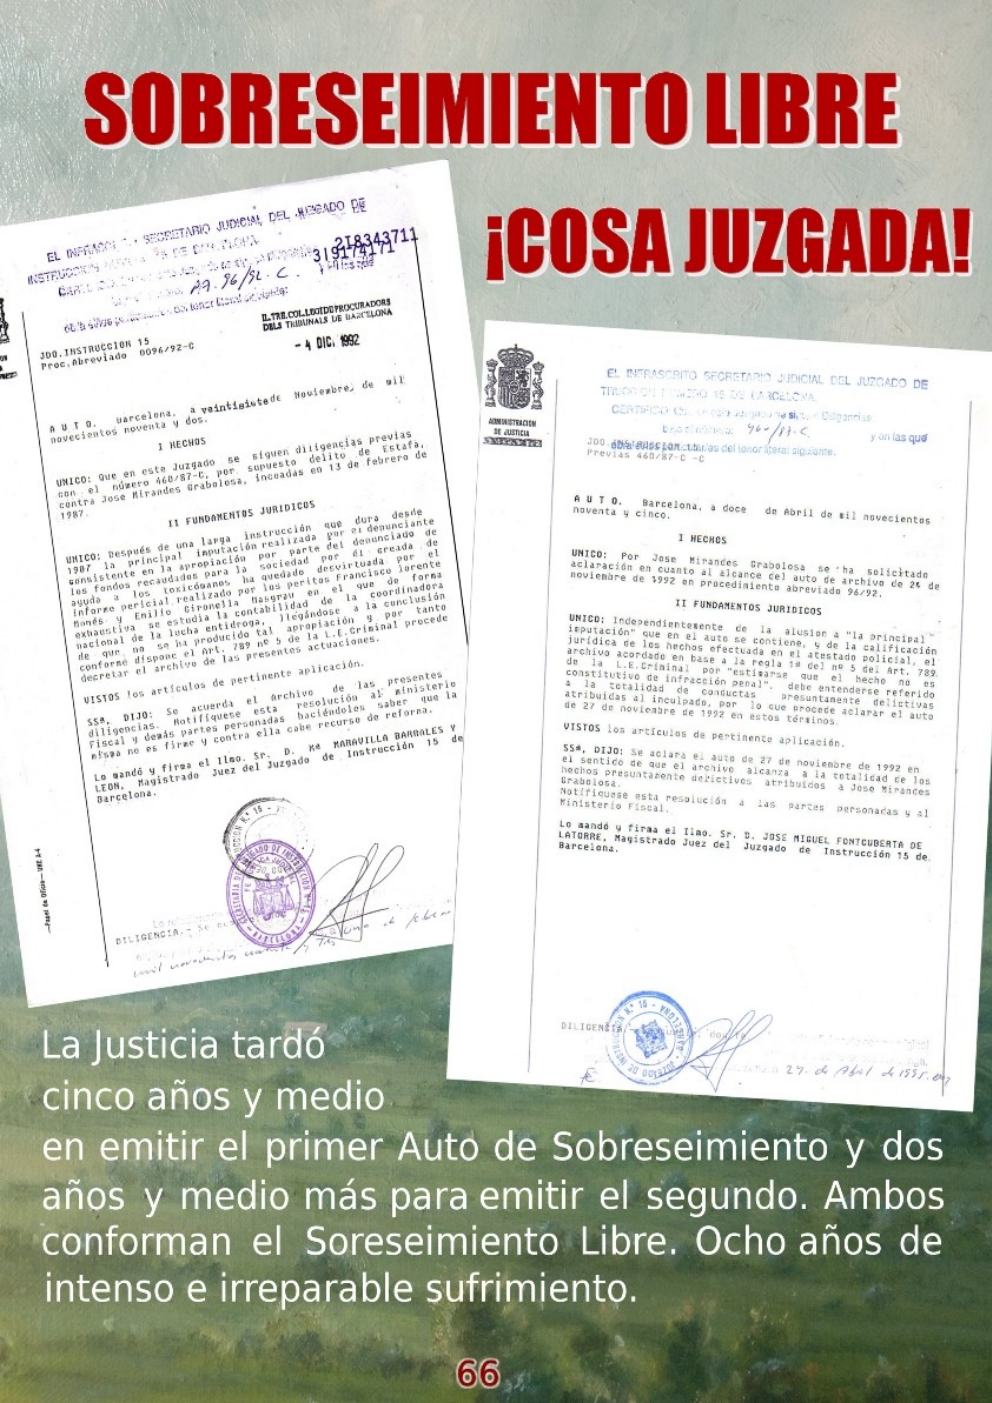 SOBRESEIMIENTO LIBRE
¡COSA JUZGADA!
EL INFRASCRITO SECRETARIO JUDICIAL DEL JUZGADO DE
INSTRUCCION
96/92-C.
218343711
319174171
y en las que
IL.TRE.COL.LEGI DE PROCURADORS
DELS TRIBUNALS DE BARCELONA
- 4 DIC. 1992
JDO.INSTRUCCION 15
Proc.Abreviado 0096/92-C
A U T O. Barcelona, a veintisiete de Noviembre, de mil
novecientos noventa y dos.
I HECHOS
UNICO: Que en este Juzgado se siguen diligencias previas
con el número 460/87-C, por supuesto delito de Estafa,
contra Jose Mirandes Grabolosa, incoadas en 13 de febrero de
1987.
II FUNDAMENTOS JURIDICOS
UNICO: Después de una larga instrucción que dura desde
1987 la principal imputación realizada por el denunciante
consistente en la apropiación por parte del denunciado de
los fondos recaudados para la sociedad por él creada de
ayuda a los toxicómanos ha quedado desvirtuada por el
informe pericial realizado por los peritos Francisco Lorente
Monés y Emilio Gironella Masgrau en el que de forma
exhaustiva se estudia la contabilidad de la coordinadora
nacional de la lucha entidroga, llegándose a la conclusión
de que no se ha producido tal apropiación y por tanto
conforme dispone el Art. 789 nº 5 de la L.E.Criminal procede
decretar el archivo de las presentes actuaciones.
VISTOS los artículos de pertinente aplicación.
SSª, DIJO: Se acuerda el Archivo de las presentes
diligencias. Notifíquese esta resolución al ministerio
Fiscal y demás partes personadas haciéndoles saber que la
misma no es firme y contra ella cabe recurso de reforma.
Lo mandó y firma el Ilmo. Sr. D. Mª MARAVILLA BARRALES Y
LEON, Magistrado Juez del Juzgado de Instrucción 15 de
Barcelona.
Papel de Oficio — UNE A-4
DILIGENCIA.- Se
ADMINISTRACION
DE JUSTICIA
EL INFRASCRITO SECRETARIO JUDICIAL DEL JUZGADO DE
NUMERO 15 DE BARCELONA.
y en las que
obra
particulares del tenor literal siguiente.
JDO.INSTRUCCION
Previas 460/87-C -C
A U T O. Barcelona, a doce de Abril de mil novecientos
noventa y cinco.
I HECHOS
UNICO: Por Jose Mirandes Grabolosa se ha solicitado
aclaración en cuanto al alcance del auto de archivo de 24 de
noviembre de 1992 en procedimiento abreviado 96/92.
II FUNDAMENTOS JURIDICOS
UNICO: Independientemente de la alusion a "la principal
imputación" que en el auto se contiene, y de la calificación
jurídica de los hechos efectuada en el atestado policial, el
archivo acordado en base a la regla 1ª del nº 5 del Art. 789
de la L.E.Criminal por "estimarse que el hecho no es
constitutivo de infracción penal", debe entenderse referido
a la totalidad de conductas presuntamente delictivas
atribuidas al inculpado, por lo que procede aclarar el auto
de 27 de noviembre de 1992 en estos términos.
VISTOS los artículos de pertinente aplicación.
SSª, DIJO: Se aclara el auto de 27 de noviembre de 1992 en
el sentido de que el archivo alcanza a la totalidad de los
hechos presuntamente delictivos atribuidos a Jose Mirandes
Grabolosa.
Notifíquese esta resolución a las partes personadas y al
Ministerio Fiscal.
Lo mandó y firma el Ilmo. Sr. D. JOSE MIGUEL FONTCUBERTA DE
LATORRE, Magistrado Juez del Juzgado de Instrucción 15 de
Barcelona.
DILIGENCIA
JUZGADO DE INSTRUCCION N.º 15 - BARCELONA
24 de Abril de 1995
La Justicia tardó
cinco años y medio
en emitir el primer Auto de Sobreseimiento y dos
años y medio más para emitir el segundo. Ambos
conforman el Soreseimiento Libre. Ocho años de
intenso e irreparable sufrimiento.
66